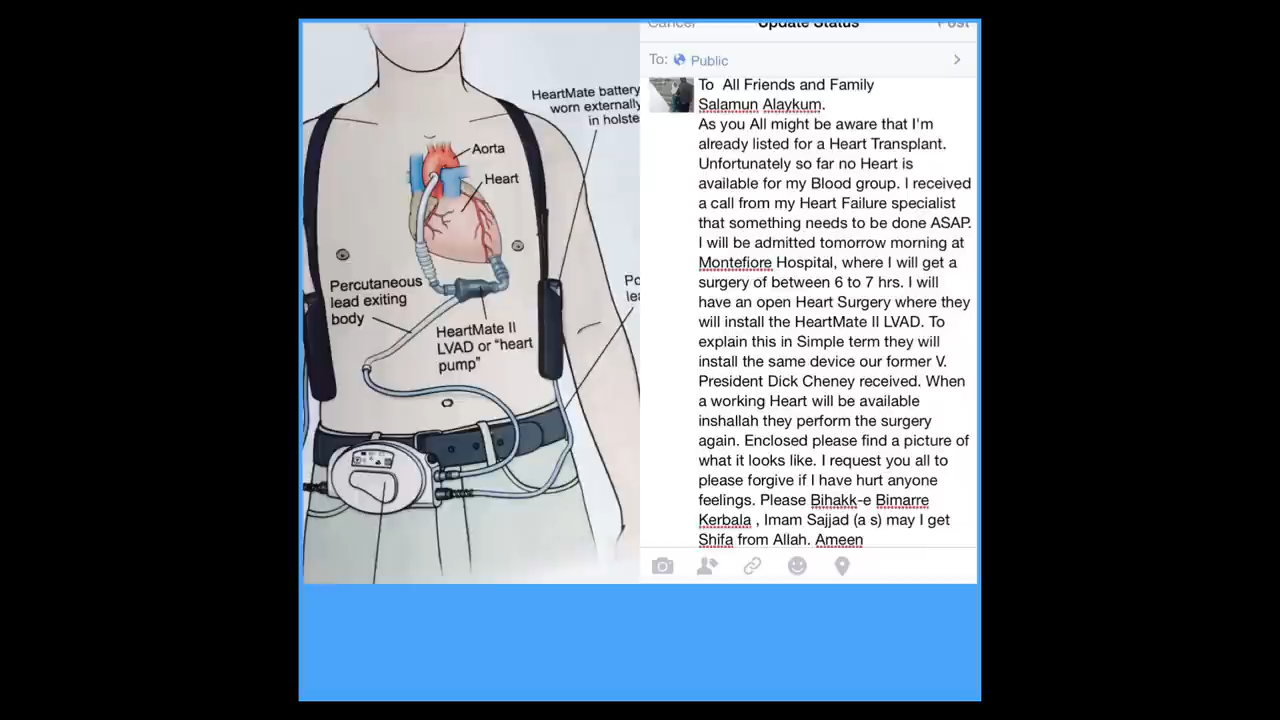 HeartMate battery
worn externally
in holste
Aorta
Heart
Percutaneous
lead exiting
body
HeartMate II
LVAD or "heart
pump"
Po
lea
Cancel
Update Status
Post
To: Public
To All Friends and Family
Salamun Alaykum.
As you All might be aware that I'm
already listed for a Heart Transplant.
Unfortunately so far no Heart is
available for my Blood group. I received
a call from my Heart Failure specialist
that something needs to be done ASAP.
I will be admitted tomorrow morning at
Montefiore Hospital, where I will get a
surgery of between 6 to 7 hrs. I will
have an open Heart Surgery where they
will install the HeartMate II LVAD. To
explain this in Simple term they will
install the same device our former V.
President Dick Cheney received. When
a working Heart will be available
inshallah they perform the surgery
again. Enclosed please find a picture of
what it looks like. I request you all to
please forgive if I have hurt anyone
feelings. Please Bihakk-e Bimarre
Kerbala , Imam Sajjad (a s) may I get
Shifa from Allah. Ameen